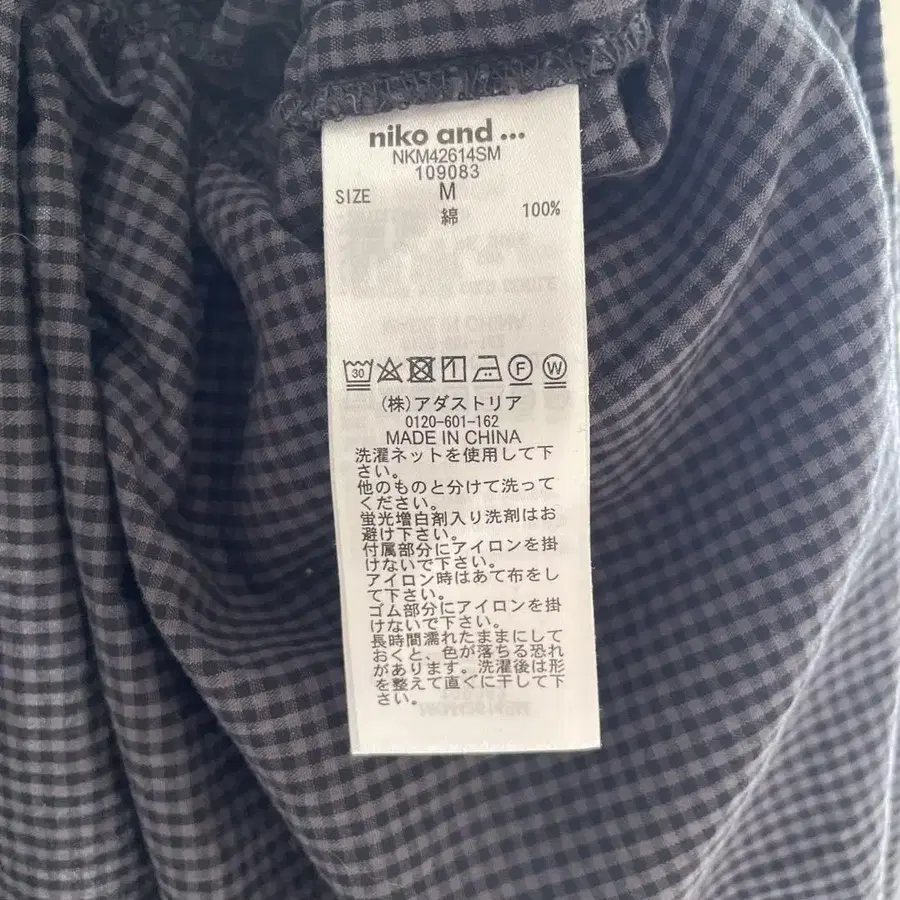 niko and ...
NKM42614SM
109083
SIZE M
綿 100%
30 F W
(株)アダストリア
0120-601-162
MADE IN CHINA
洗濯ネットを使用して下
さい。
他のものと分けて洗って
ください。
蛍光増白剤入り洗剤はお
避け下さい。
付属部分にアイロンを掛
けないで下さい。
アイロン時はあて布をし
て下さい。
ゴム部分にアイロンを掛
けないで下さい。
長時間濡れたままにして
おくと、色が落ちる恐れ
があります。洗濯後は形
を整えて直ぐに干して下
さい。